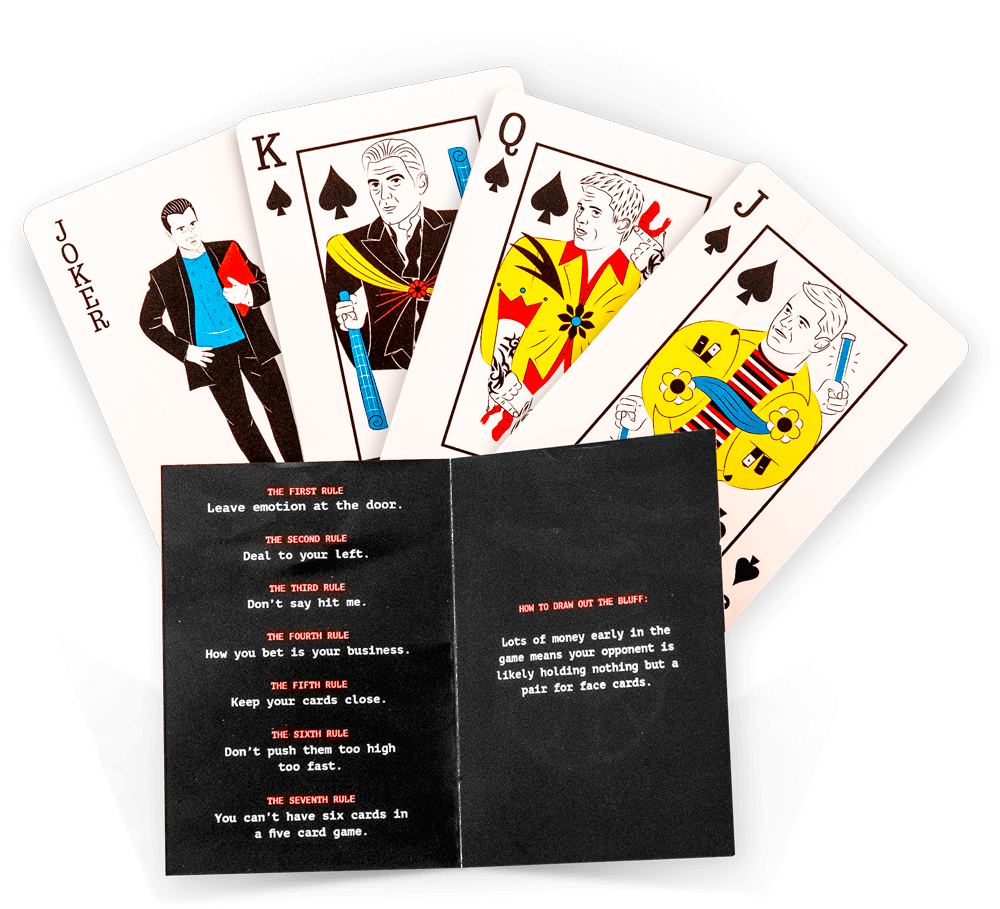 JOKER
K
Q
J
THE FIRST RULE
Leave emotion at the door.
THE SECOND RULE
Deal to your left.
THE THIRD RULE
Don't say hit me.
THE FOURTH RULE
How you bet is your business.
THE FIFTH RULE
Keep your cards close.
THE SIXTH RULE
Don't push them too high
too fast.
THE SEVENTH RULE
You can't have six cards in
a five card game.
HOW TO DRAW OUT THE BLUFF:
Lots of money early in the
game means your opponent is
likely holding nothing but a
pair for face cards.